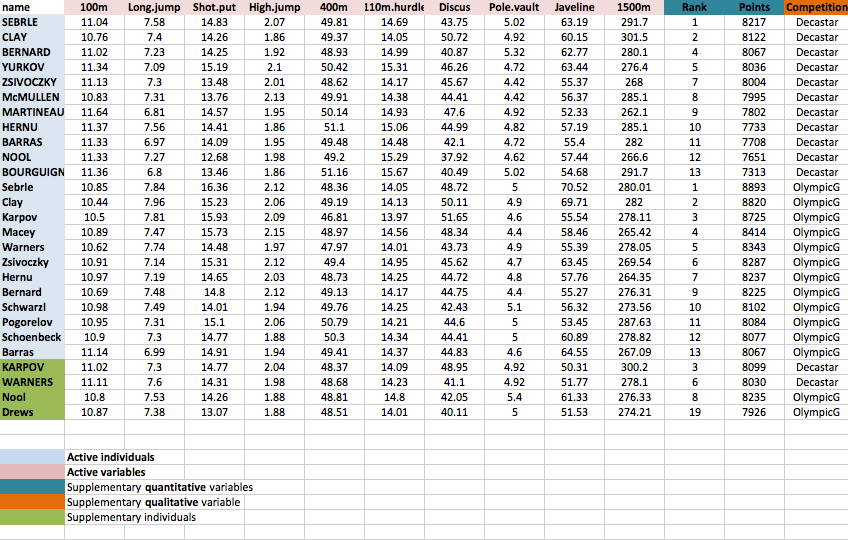 name 100m Long.jump Shot.put High.jump 400m 110m.hurdle Discus Pole.vault Javeline 1500m Rank Points Competition
SEBRLE 11.04 7.58 14.83 2.07 49.81 14.69 43.75 5.02 63.19 291.7 1 8217 Decastar
CLAY 10.76 7.4 14.26 1.86 49.37 14.05 50.72 4.92 60.15 301.5 2 8122 Decastar
BERNARD 11.02 7.23 14.25 1.92 48.93 14.99 40.87 5.32 62.77 280.1 4 8067 Decastar
YURKOV 11.34 7.09 15.19 2.1 50.42 15.31 46.26 4.72 63.44 276.4 5 8036 Decastar
ZSIVOCZKY 11.13 7.3 13.48 2.01 48.62 14.17 45.67 4.42 55.37 268 7 8004 Decastar
McMULLEN 10.83 7.31 13.76 2.13 49.91 14.38 44.41 4.42 56.37 285.1 8 7995 Decastar
MARTINEAU 11.64 6.81 14.57 1.95 50.14 14.93 47.6 4.92 52.33 262.1 9 7802 Decastar
HERNU 11.37 7.56 14.41 1.86 51.1 15.06 44.99 4.82 57.19 285.1 10 7733 Decastar
BARRAS 11.33 6.97 14.09 1.95 49.48 14.48 42.1 4.72 55.4 282 11 7708 Decastar
NOOL 11.33 7.27 12.68 1.98 49.2 15.29 37.92 4.62 57.44 266.6 12 7651 Decastar
BOURGUIGN 11.36 6.8 13.46 1.86 51.16 15.67 40.49 5.02 54.68 291.7 13 7313 Decastar
Sebrle 10.85 7.84 16.36 2.12 48.36 14.05 48.72 5 70.52 280.01 1 8893 OlympicG
Clay 10.44 7.96 15.23 2.06 49.19 14.13 50.11 4.9 69.71 282 2 8820 OlympicG
Karpov 10.5 7.81 15.93 2.09 46.81 13.97 51.65 4.6 55.54 278.11 3 8725 OlympicG
Macey 10.89 7.47 15.73 2.15 48.97 14.56 48.34 4.4 58.46 265.42 4 8414 OlympicG
Warners 10.62 7.74 14.48 1.97 47.97 14.01 43.73 4.9 55.39 278.05 5 8343 OlympicG
Zsivoczky 10.91 7.14 15.31 2.12 49.4 14.95 45.62 4.7 63.45 269.54 6 8287 OlympicG
Hernu 10.97 7.19 14.65 2.03 48.73 14.25 44.72 4.8 57.76 264.35 7 8237 OlympicG
Bernard 10.69 7.48 14.8 2.12 49.13 14.17 44.75 4.4 55.27 276.31 9 8225 OlympicG
Schwarzl 10.98 7.49 14.01 1.94 49.76 14.25 42.43 5.1 56.32 273.56 10 8102 OlympicG
Pogorelov 10.95 7.31 15.1 2.06 50.79 14.21 44.6 5 53.45 287.63 11 8084 OlympicG
Schoenbeck 10.9 7.3 14.77 1.88 50.3 14.34 44.41 5 60.89 278.82 12 8077 OlympicG
Barras 11.14 6.99 14.91 1.94 49.41 14.37 44.83 4.6 64.55 267.09 13 8067 OlympicG
KARPOV 11.02 7.3 14.77 2.04 48.37 14.09 48.95 4.92 50.31 300.2 3 8099 Decastar
WARNERS 11.11 7.6 14.31 1.98 48.68 14.23 41.1 4.92 51.77 278.1 6 8030 Decastar
Nool 10.8 7.53 14.26 1.88 48.81 14.8 42.05 5.4 61.33 276.33 8 8235 OlympicG
Drews 10.87 7.38 13.07 1.88 48.51 14.01 40.11 5 51.53 274.21 19 7926 OlympicG
Active individuals
Active variables
Supplementary quantitative variables
Supplementary qualitative variable
Supplementary individuals